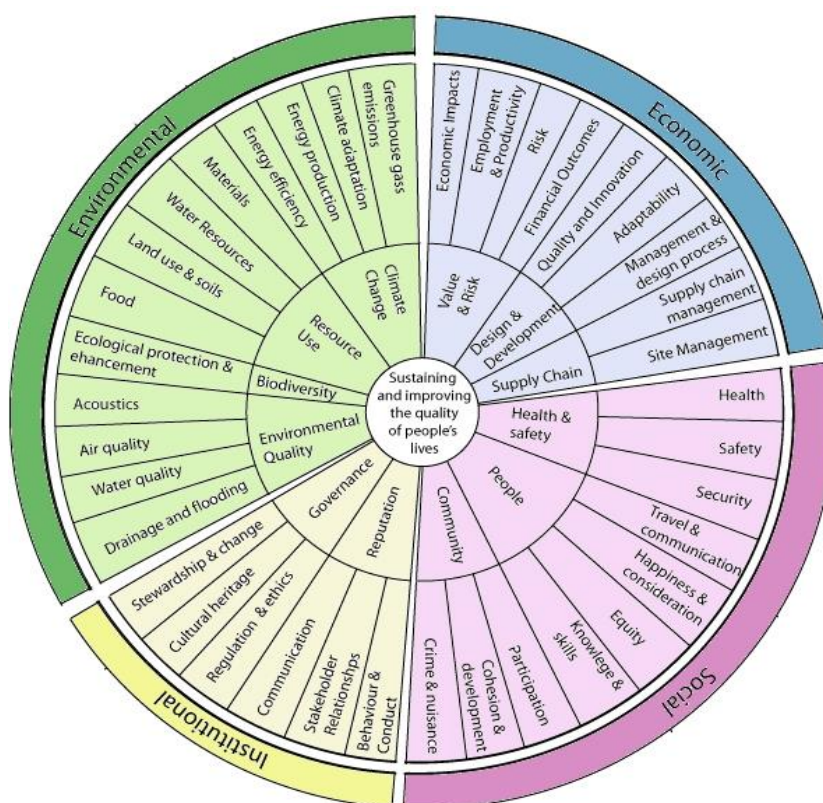 Environmental
Economic
Social
Institutional
Sustaining
and improving
the quality
of people's
lives
Climate
Change
Resource
Use
Biodiversity
Environmental
Quality
Value
& Risk
Design &
Development
Supply Chain
Health &
safety
People
Community
Reputation
Governance
Greenhouse gass
emissions
Climate adaptation
Energy production
Energy efficiency
Materials
Water Resources
Land use & soils
Food
Ecological protection &
ehancement
Acoustics
Air quality
Water quality
Drainage and flooding
Economic Impacts
Employment
& Productivity
Risk
Financial Outcomes
Quality and Innovation
Adaptability
Management &
design process
Supply chain
management
Site Management
Health
Safety
Security
Travel &
communication
Happiness &
consideration
Equity
Knowlege &
skills
Participation
Cohesion &
development
Crime & nuisance
Behaviour &
Conduct
Stakeholder
Relationshps
Communication
Regulation & ethics
Cultural heritage
Stewardship & change